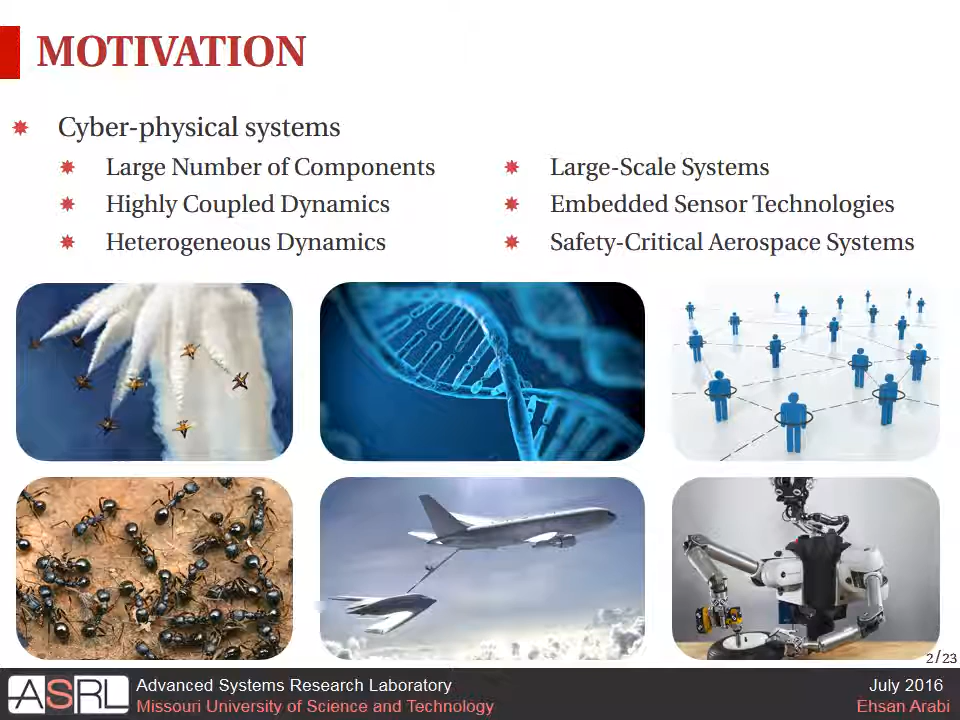 MOTIVATION
Cyber-physical systems
Large Number of Components
Highly Coupled Dynamics
Heterogeneous Dynamics
Large-Scale Systems
Embedded Sensor Technologies
Safety-Critical Aerospace Systems
2/23
ASRL
Advanced Systems Research Laboratory
Missouri University of Science and Technology
July 2016
Ehsan Arabi